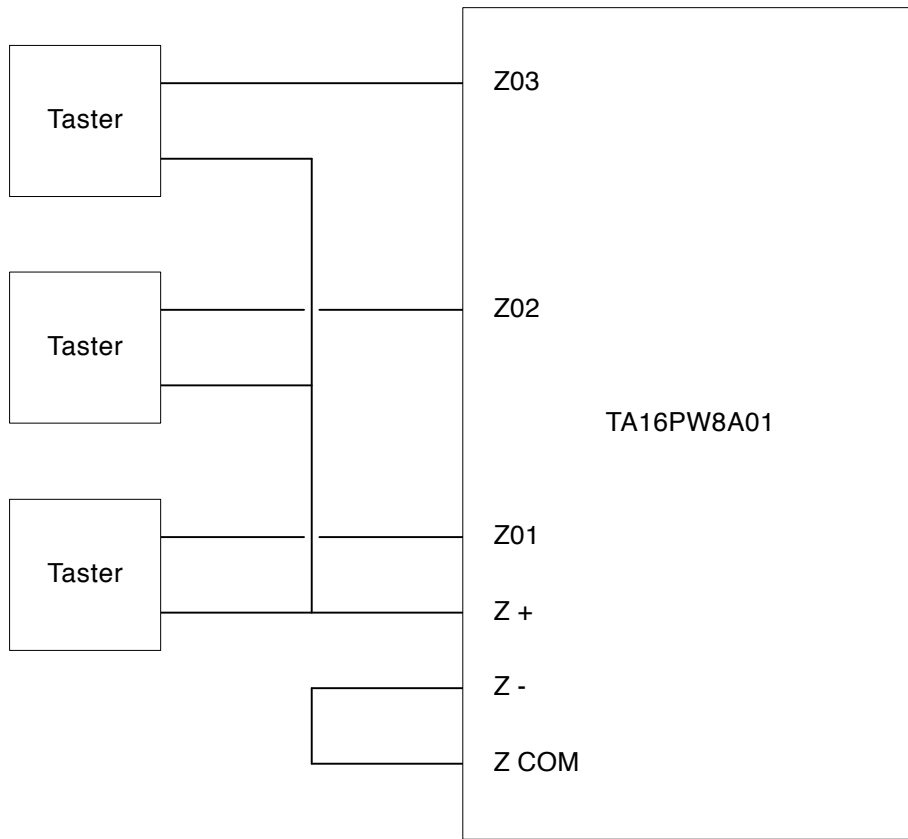 Taster
Z03
Taster
Z02
TA16PW8A01
Taster
Z01
Z +
Z -
Z COM